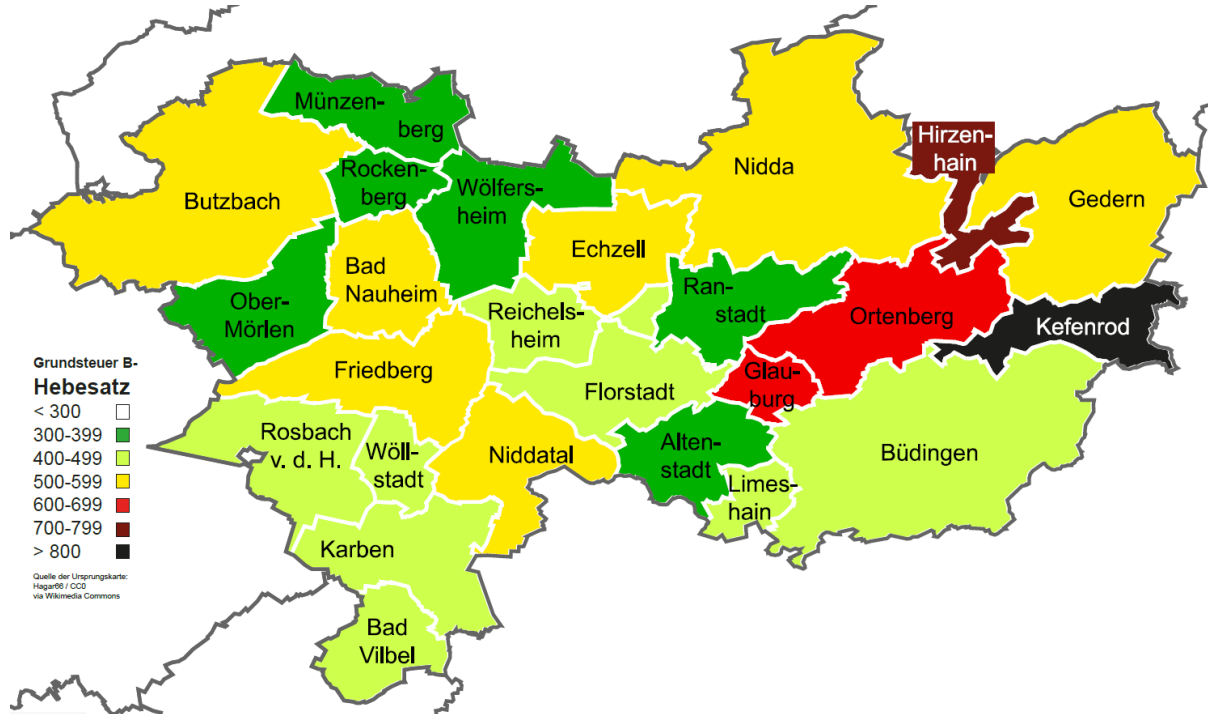 Münzen-
berg
Hirzen-
hain
Rocken-
berg
Wölfers-
heim
Nidda
Butzbach
Gedern
Echzell
Bad
Nauheim
Ober-
Mörlen
Reichels-
heim
Ran-
stadt
Ortenberg
Kefenrod
Friedberg
Florstadt
Glau-
burg
Rosbach
v. d. H.
Wöll-
stadt
Niddatal
Alten-
stadt
Büdingen
Limes-
hain
Karben
Bad
Vilbel
Grundsteuer B-
Hebesatz
< 300
300-399
400-499
500-599
600-699
700-799
> 800
Quelle der Ursprungskarte:
Hagar66 / CC0
via Wikimedia Commons